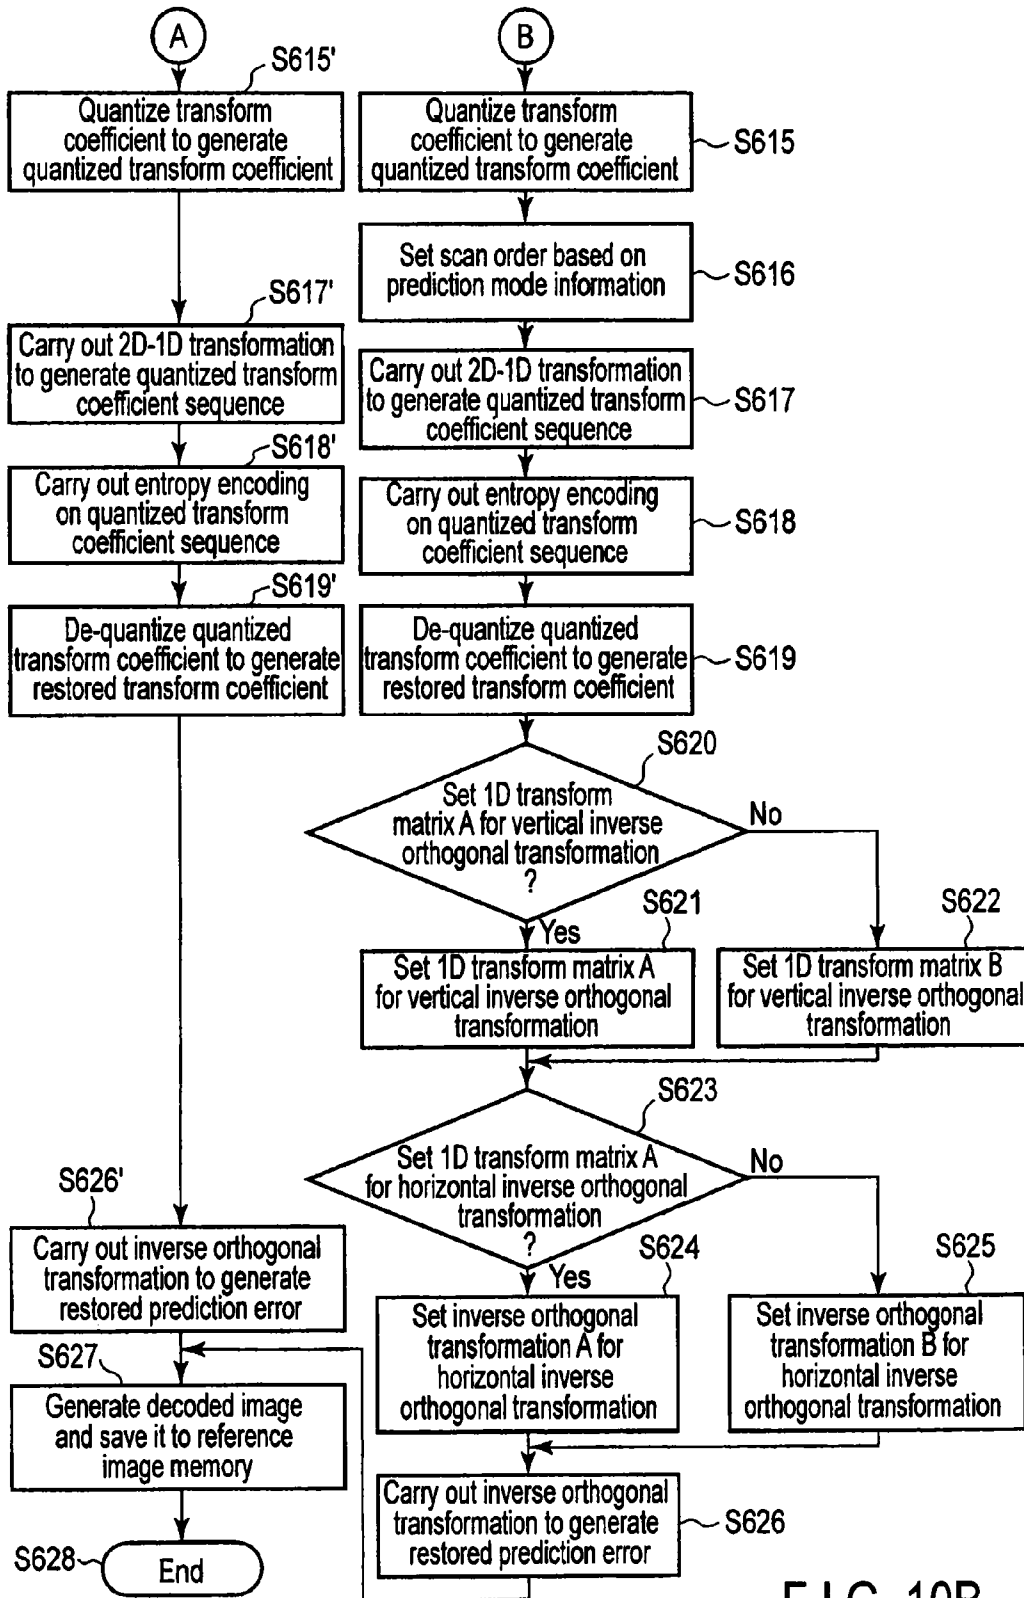 A
S615'
Quantize transform
coefficient to generate
quantized transform coefficient
S617'
Carry out 2D-1D transformation
to generate quantized transform
coefficient sequence
S618'
Carry out entropy encoding
on quantized transform
coefficient sequence
S619'
De-quantize quantized
transform coefficient to generate
restored transform coefficient
S626'
Carry out inverse orthogonal
transformation to generate
restored prediction error
S627
Generate decoded image
and save it to reference
image memory
S628
End
B
Quantize transform
coefficient to generate
quantized transform coefficient
S615
Set scan order based on
prediction mode information
S616
Carry out 2D-1D transformation
to generate quantized transform
coefficient sequence
S617
Carry out entropy encoding
on quantized transform
coefficient sequence
S618
De-quantize quantized
transform coefficient to generate
restored transform coefficient
S619
S620
Set 1D transform
matrix A for vertical inverse
orthogonal transformation
?
No
Yes
S621
Set 1D transform matrix A
for vertical inverse orthogonal
transformation
S622
Set 1D transform matrix B
for vertical inverse orthogonal
transformation
S623
Set 1D transform matrix A
for horizontal inverse orthogonal
transformation
?
No
Yes
S624
Set inverse orthogonal
transformation A for
horizontal inverse
orthogonal transformation
S625
Set inverse orthogonal
transformation B for
horizontal inverse
orthogonal transformation
Carry out inverse orthogonal
transformation to generate
restored prediction error
S626
FIG. 10B